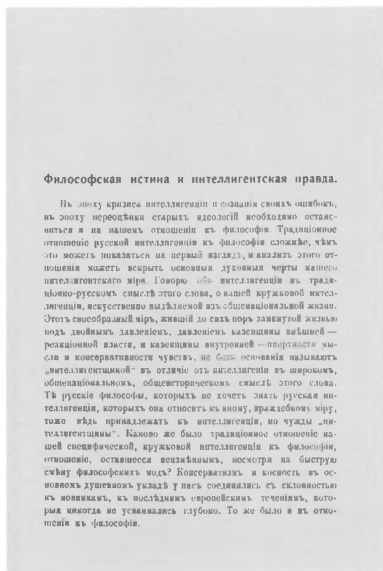 Философская истина и интеллигентская правда.
Въ эпоху кризиса интеллигенціи и сознанія своихъ ошибокъ,
въ эпоху переоцѣнки старыхъ идеологій необходимо остано-
виться и на нашемъ отношеніи къ философіи. Традиціонное
отношеніе русской интеллигенціи къ философіи сложнѣе, чѣмъ
это можетъ показаться на первый взглядъ, и анализъ этого от-
ношенія можетъ вскрыть основныя духовныя черты нашего
интеллигентскаго міра. Говорю объ интеллигенціи въ тради-
ціонно-русскомъ смыслѣ этого слова, о нашей кружковой интел-
лигенціи, искусственно выдѣляемой изъ общенаціональной жизни.
Этотъ своеобразный міръ, жившій до сихъ поръ замкнутой жизнью
подъ двойнымъ давленіемъ, давленіемъ казенщины внѣшней —
реакціонной власти, и казенщины внутренней — инертности мы-
сли и консервативности чувствъ, не безъ основанія называютъ
„интеллигентщиной“ въ отличіе отъ интеллигенціи въ широкомъ,
общенаціональномъ, общеисторическомъ смыслѣ этого слова.
Тѣ русскіе философы, которыхъ не хочетъ знать русская ин-
теллигенція, которыхъ она относитъ къ иному, враждебному міру,
тоже вѣдь принадлежатъ къ интеллигенціи, но чужды „ин-
теллигентщины“. Каково же было традиціонное отношеніе на-
шей специфической, кружковой интеллигенціи къ философіи,
отношеніе, оставшееся неизмѣннымъ, несмотря на быструю
смѣну философскихъ модъ? Консерватизмъ и косность въ ос-
новномъ душевномъ укладѣ у насъ соединялись съ склонностью
къ новинкамъ, къ послѣднимъ европейскимъ теченіямъ, кото-
рыя никогда не усваивались глубоко. То же было и въ отно-
шеніи къ философіи.